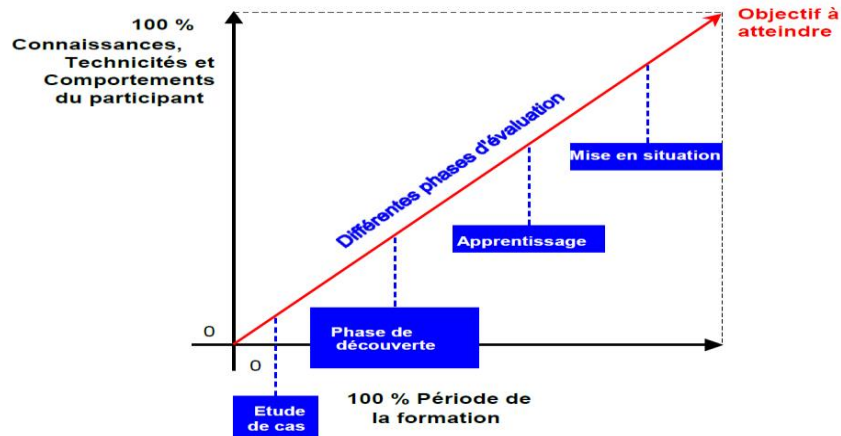 100 %
Connaissances,
Technicités et
Comportements
du participant
Objectif à
atteindre
Différentes phases d'évaluation
Mise en situation
Apprentissage
Phase de
découverte
Etude
de cas
O
O
100 % Période de
la formation